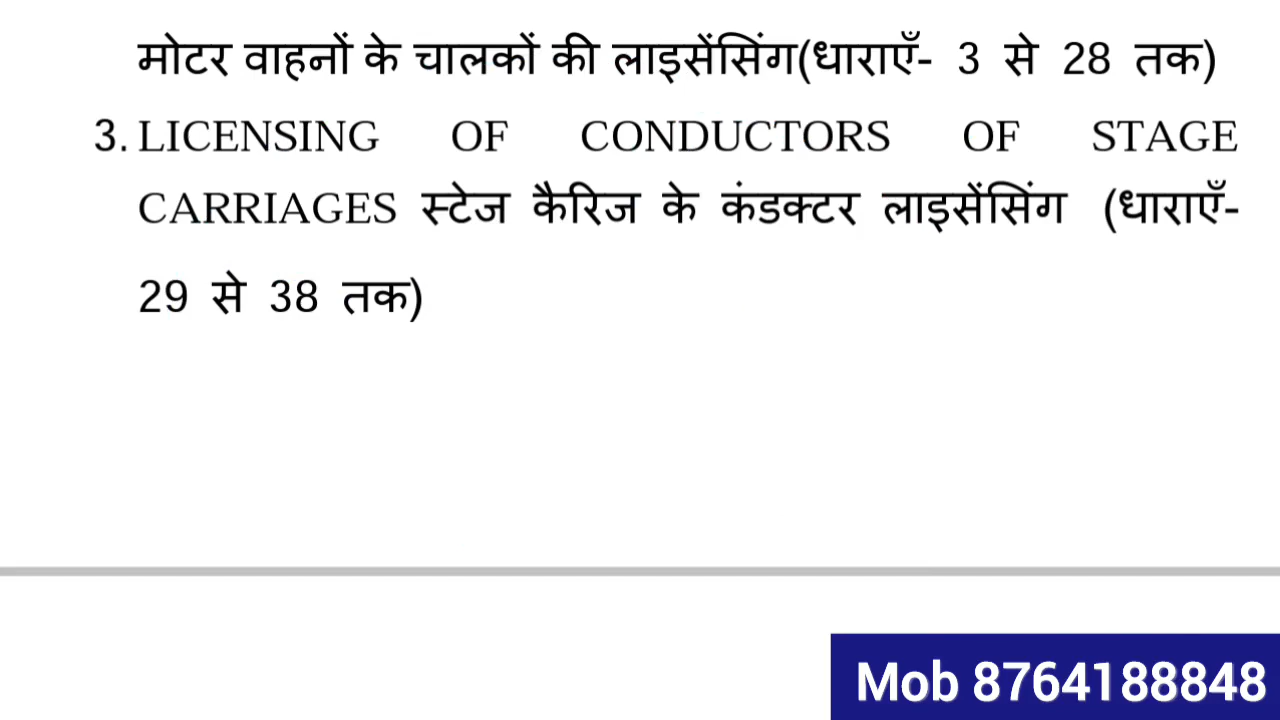 मोटर वाहनों के चालकों की लाइसेंसिंग(धाराएँ- 3 से 28 तक)
3. LICENSING OF CONDUCTORS OF STAGE
CARRIAGES स्टेज कैरिज के कंडक्टर लाइसेंसिंग (धाराएँ-
29 से 38 तक)
Mob 8764188848